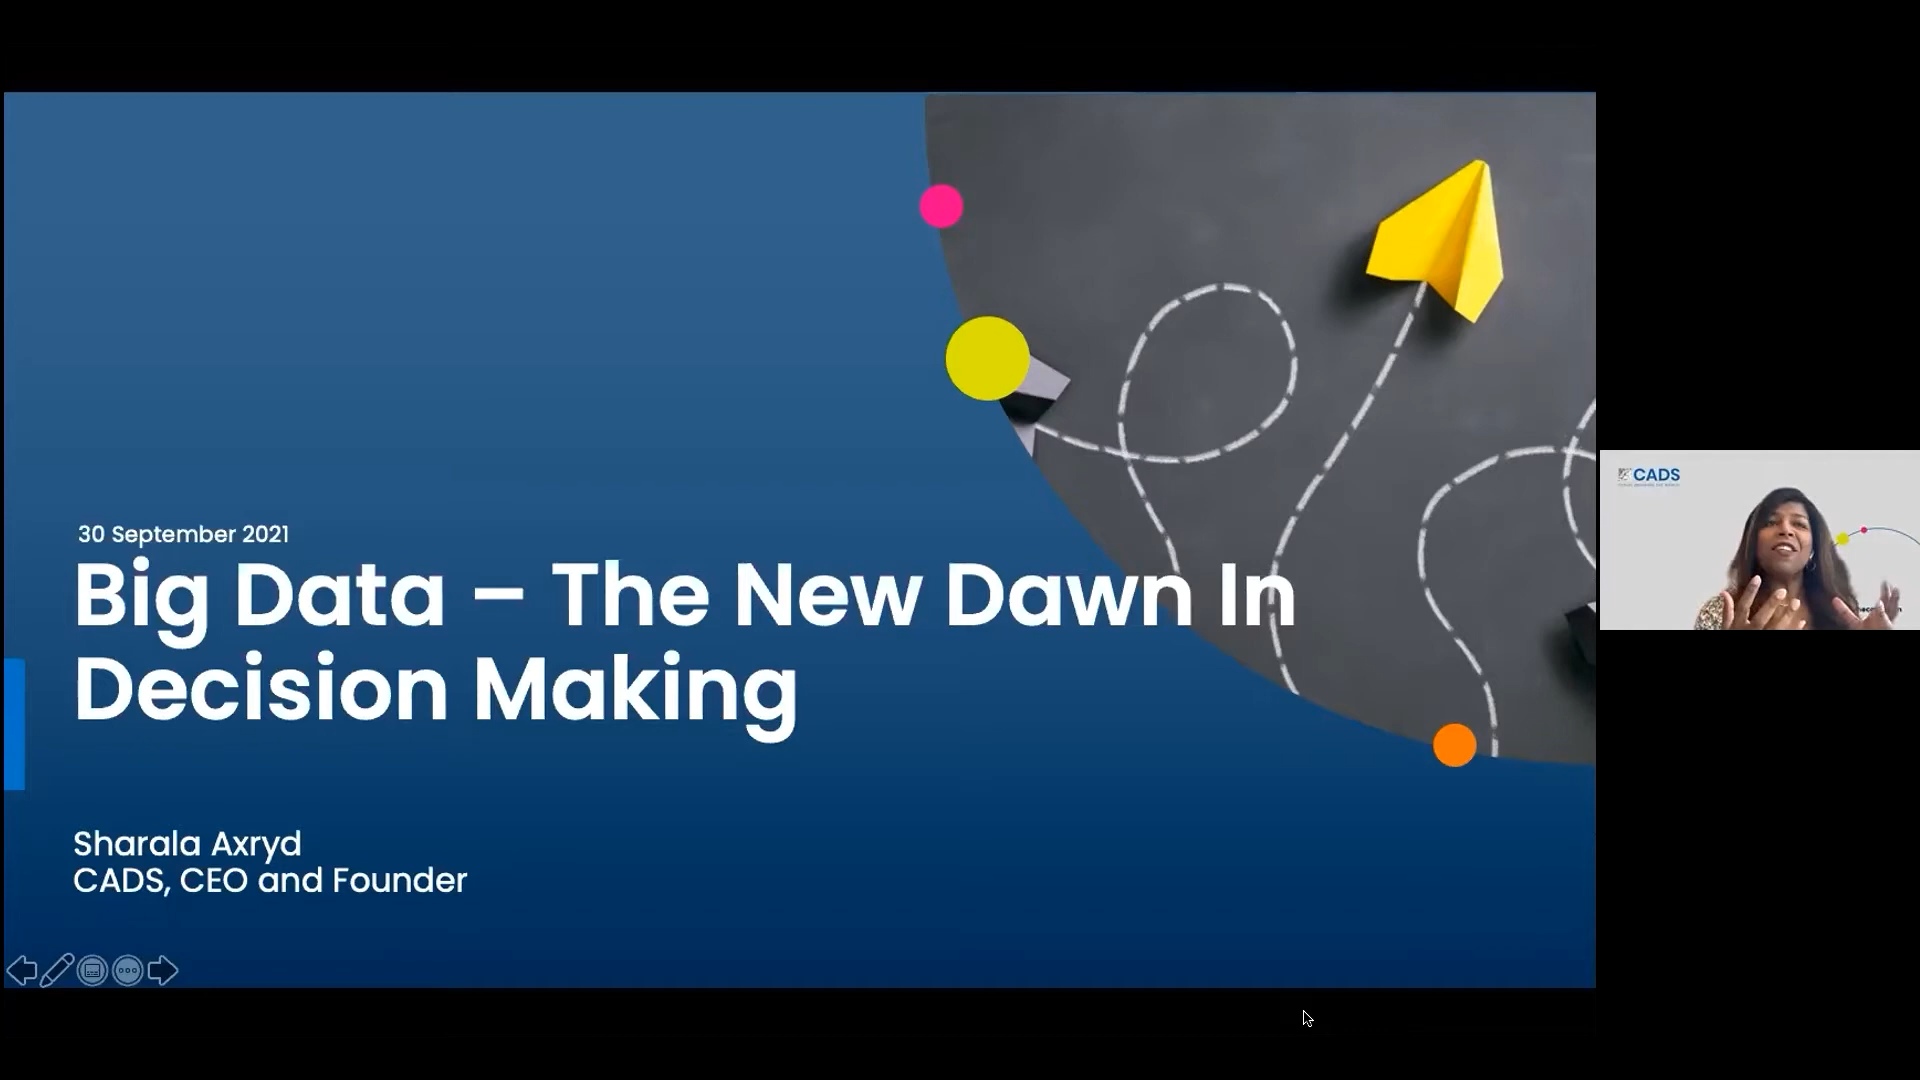 30 September 2021
Big Data – The New Dawn In
Decision Making
Sharala Axryd
CADS, CEO and Founder
CADS